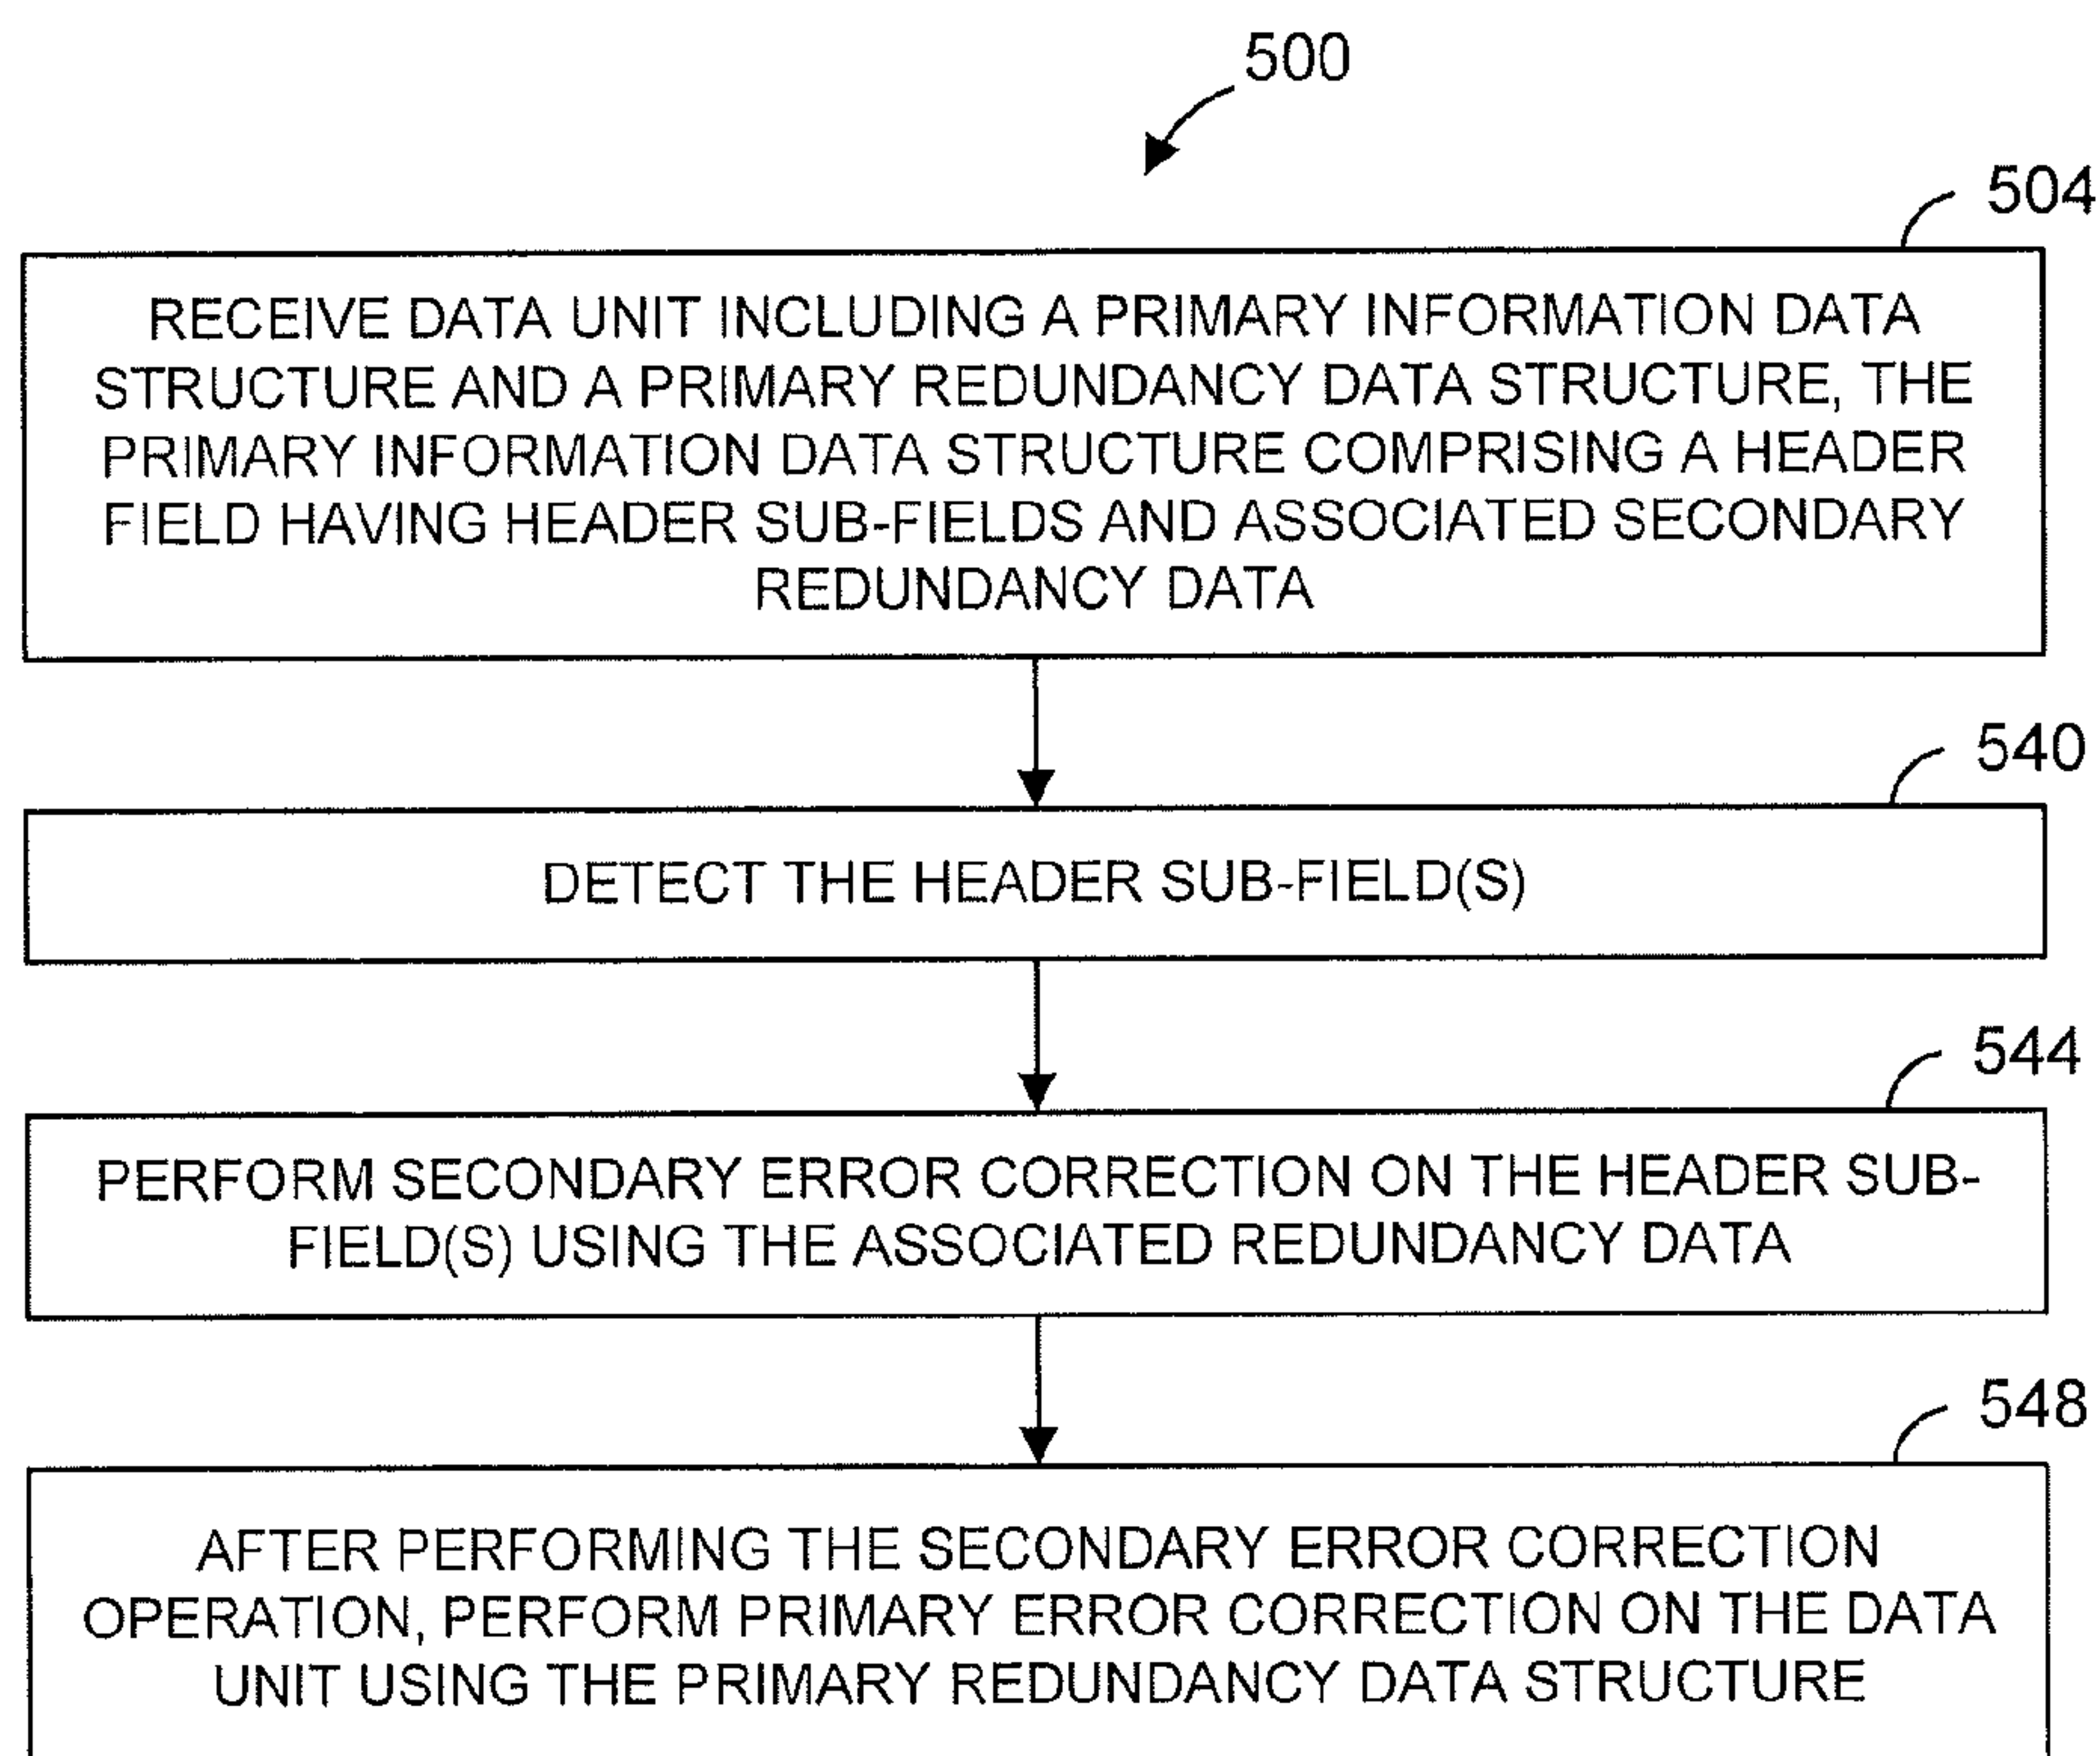 500
504
RECEIVE DATA UNIT INCLUDING A PRIMARY INFORMATION DATA
STRUCTURE AND A PRIMARY REDUNDANCY DATA STRUCTURE, THE
PRIMARY INFORMATION DATA STRUCTURE COMPRISING A HEADER
FIELD HAVING HEADER SUB-FIELDS AND ASSOCIATED SECONDARY
REDUNDANCY DATA
540
DETECT THE HEADER SUB-FIELD(S)
544
PERFORM SECONDARY ERROR CORRECTION ON THE HEADER SUB-
FIELD(S) USING THE ASSOCIATED REDUNDANCY DATA
548
AFTER PERFORMING THE SECONDARY ERROR CORRECTION
OPERATION, PERFORM PRIMARY ERROR CORRECTION ON THE DATA
UNIT USING THE PRIMARY REDUNDANCY DATA STRUCTURE